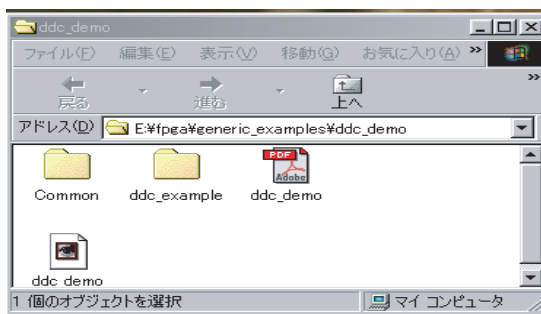 ddc_demo
ファイル(F) 編集(E) 表示(V) 移動(G) お気に入り(A) »
戻る 進む 上へ »
アドレス(D) E:¥fpga¥generic_examples¥ddc_demo
PDF
Adobe
Common ddc_example ddc_demo
ddc demo
1 個のオブジェクトを選択 マイ コンピュータ